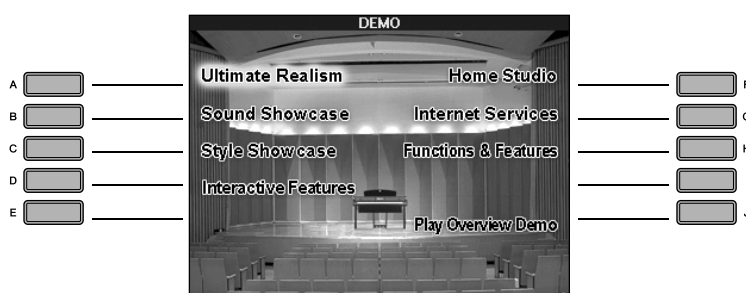 DEMO
A
Ultimate Realism
Home Studio
F
B
Sound Showcase
Internet Services
G
C
Style Showcase
Functions & Features
H
D
Interactive Features
E
Play Overview Demo
J